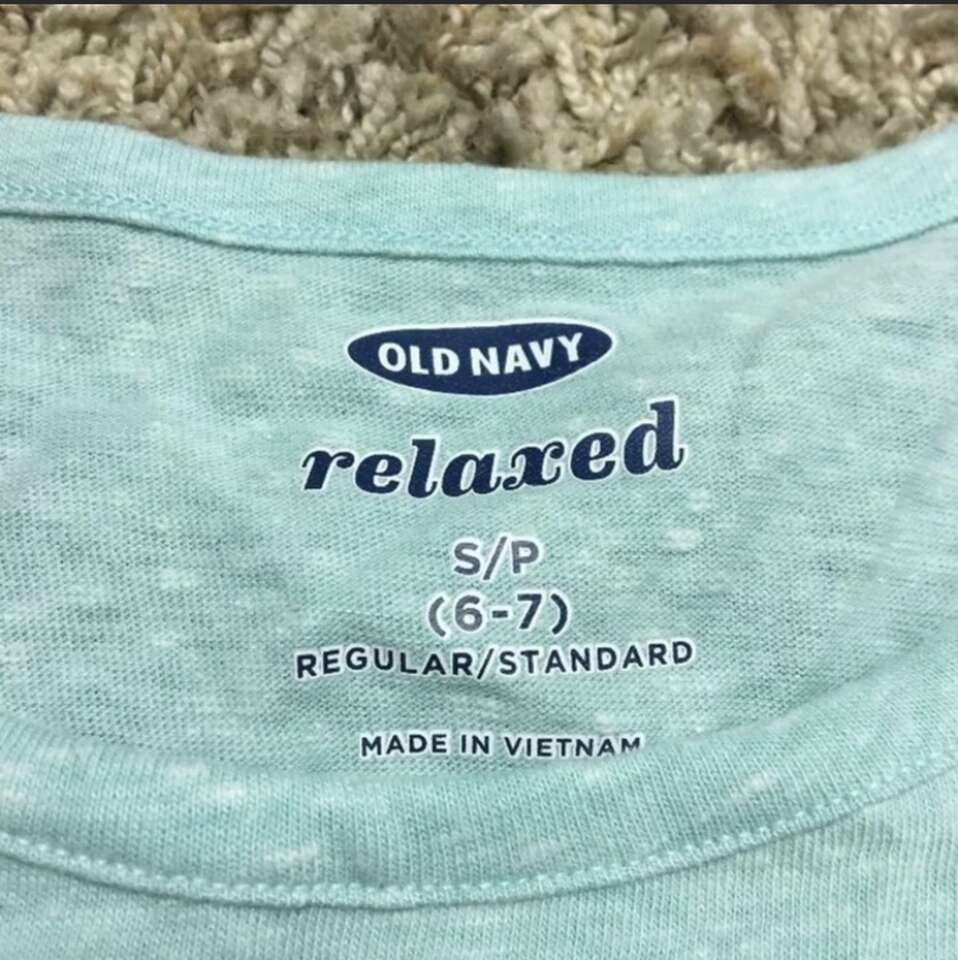 OLD NAVY
relaxed
S/P
(6-7)
REGULAR/STANDARD
MADE IN VIETNAM